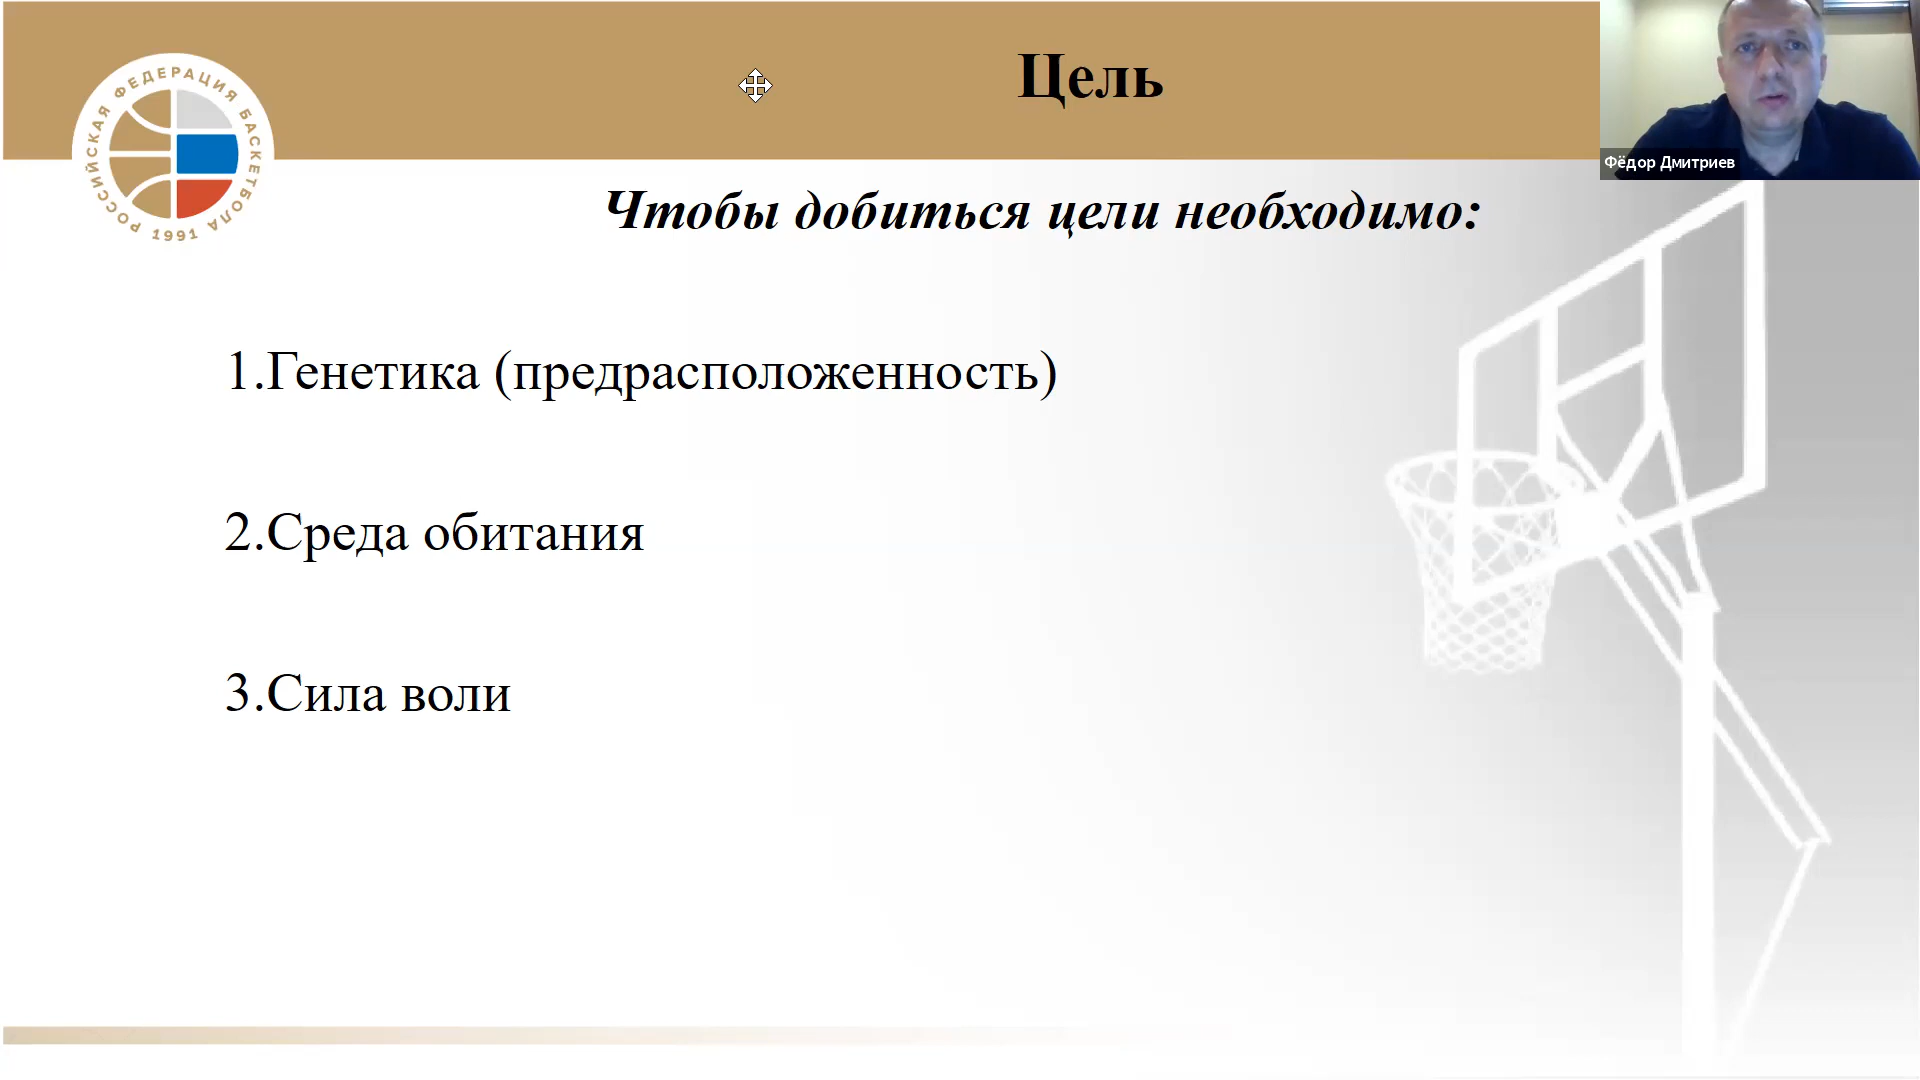 Цель
Фёдор Дмитриев
РОССИЙСКАЯ ФЕДЕРАЦИЯ БАСКЕТБОЛА
1991
Чтобы добиться цели необходимо:
1.Генетика (предрасположенность)
2.Среда обитания
3.Сила воли